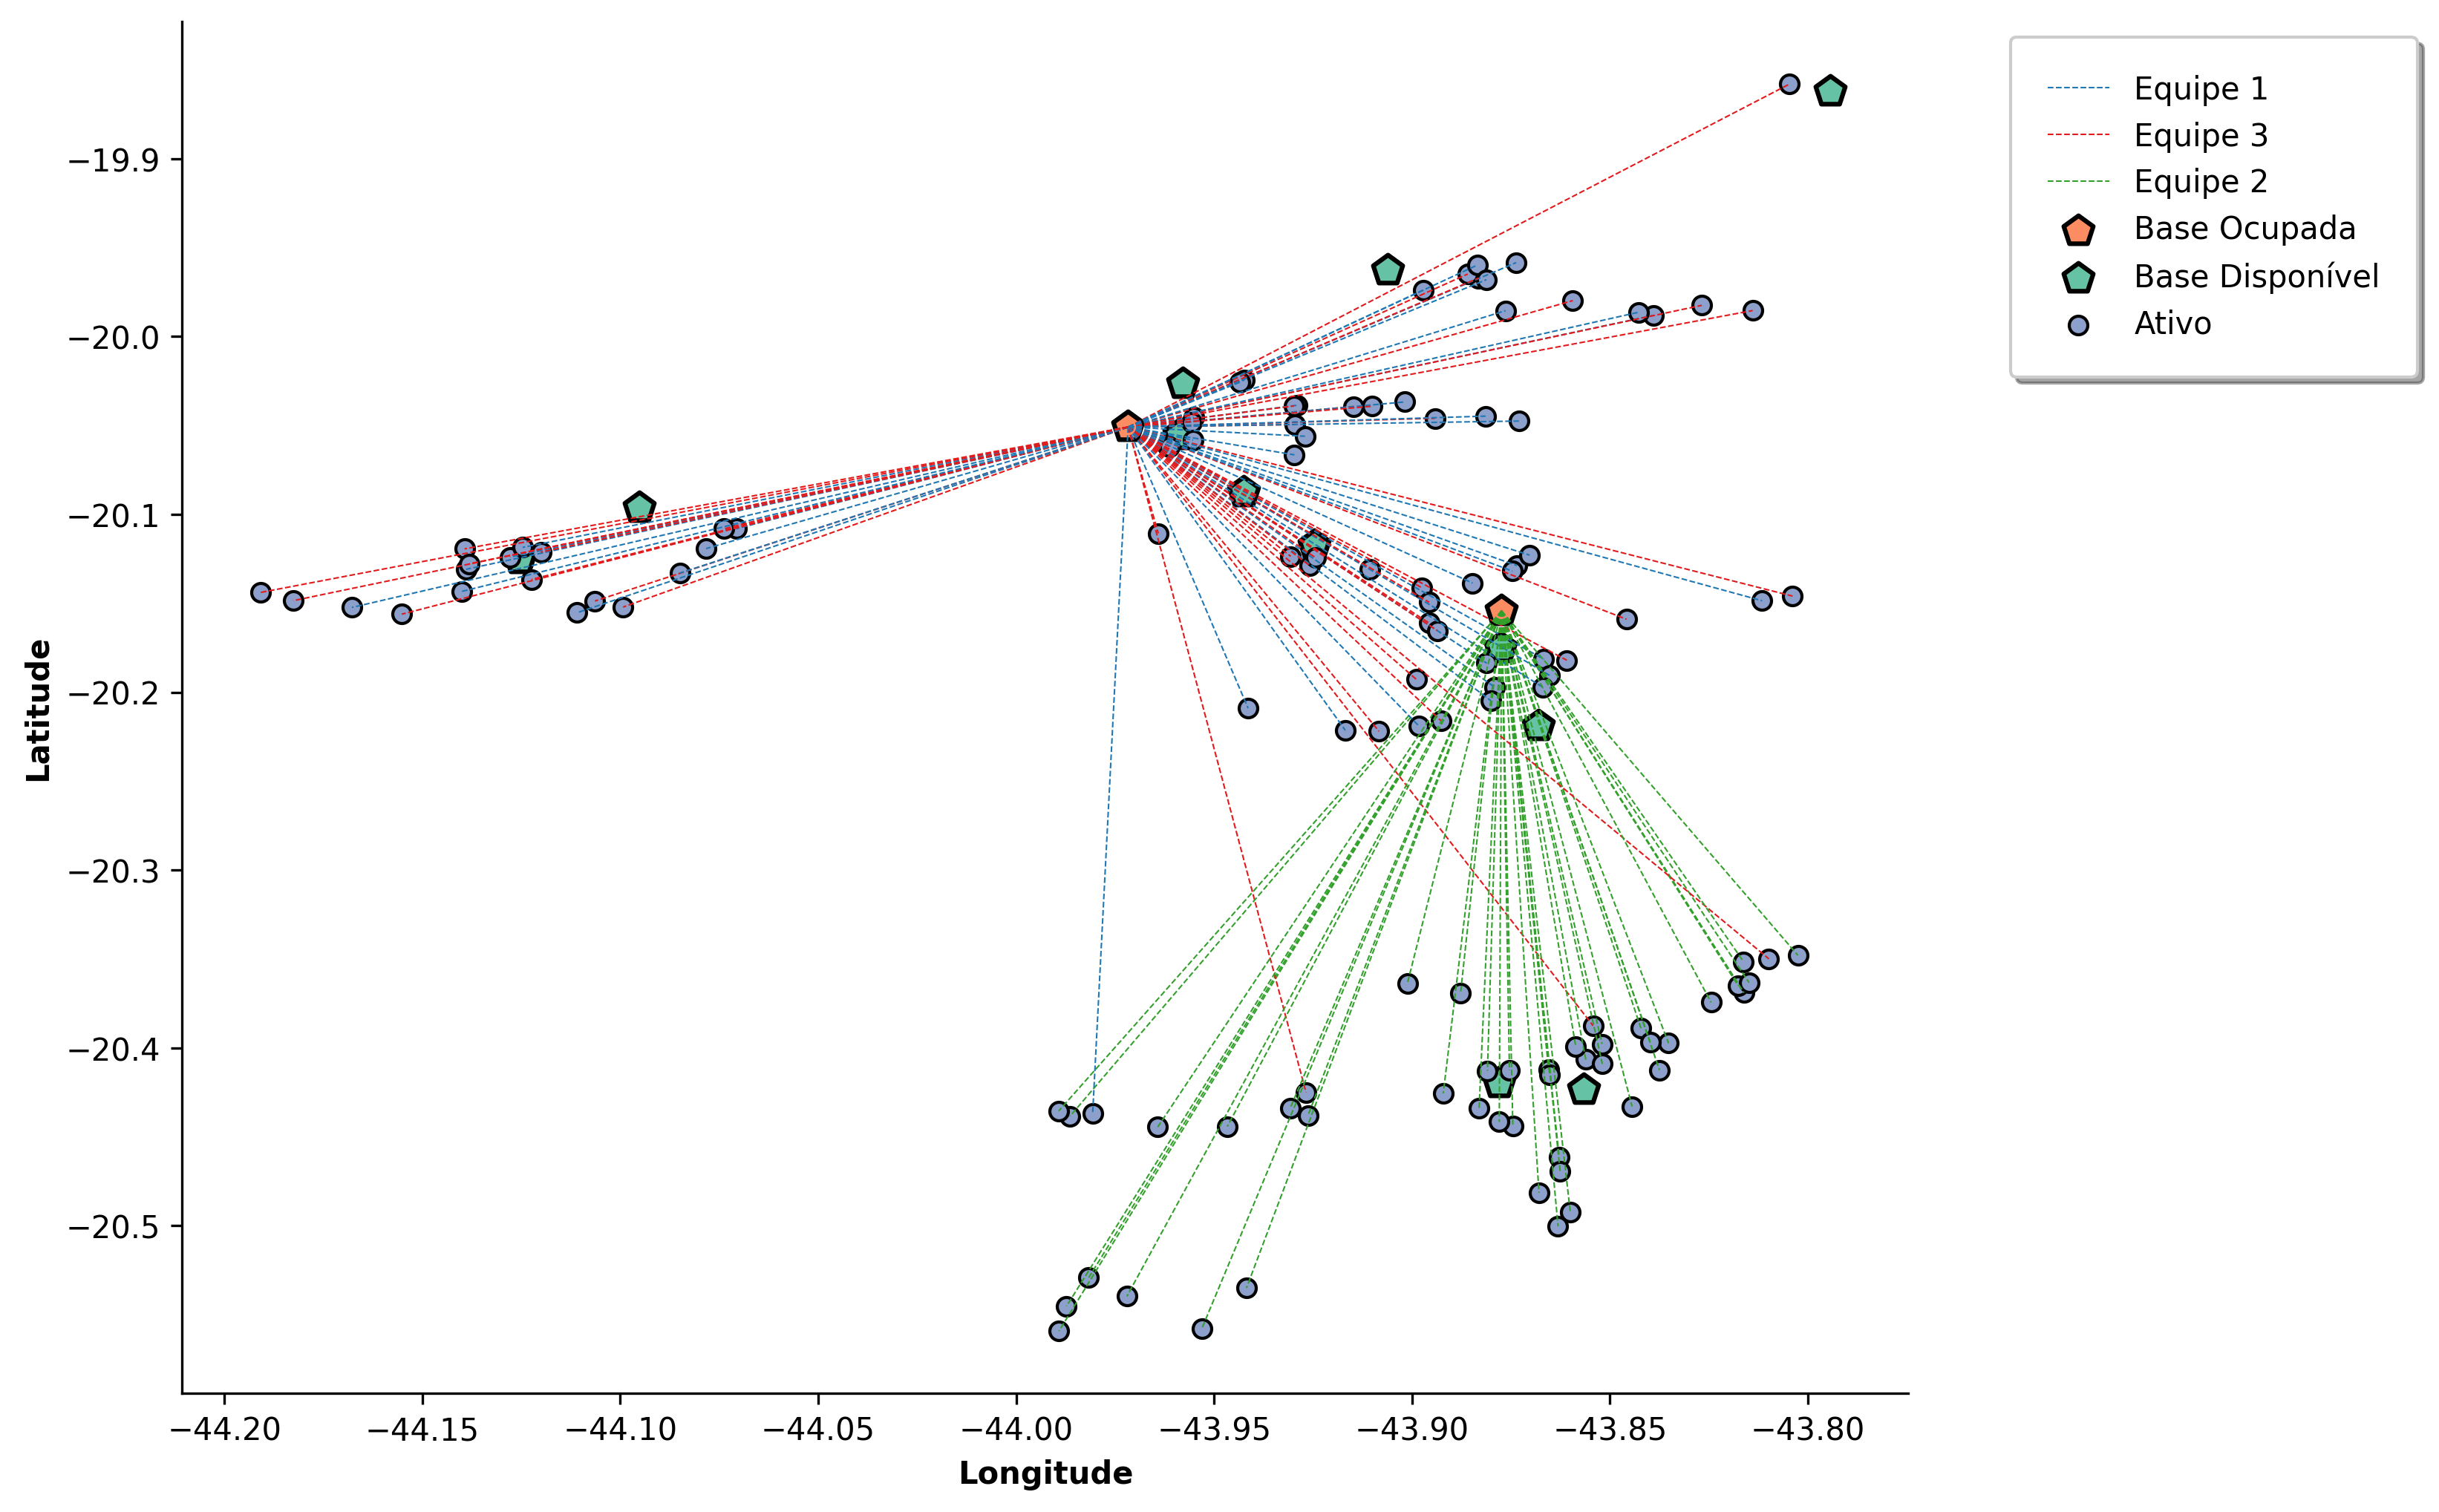 Equipe 1
Equipe 3
Equipe 2
Base Ocupada
Base Disponível
Ativo
−19.9
−20.0
−20.1
−20.2
−20.3
−20.4
−20.5
Latitude
−44.20 −44.15 −44.10 −44.05 −44.00 −43.95 −43.90 −43.85 −43.80
Longitude